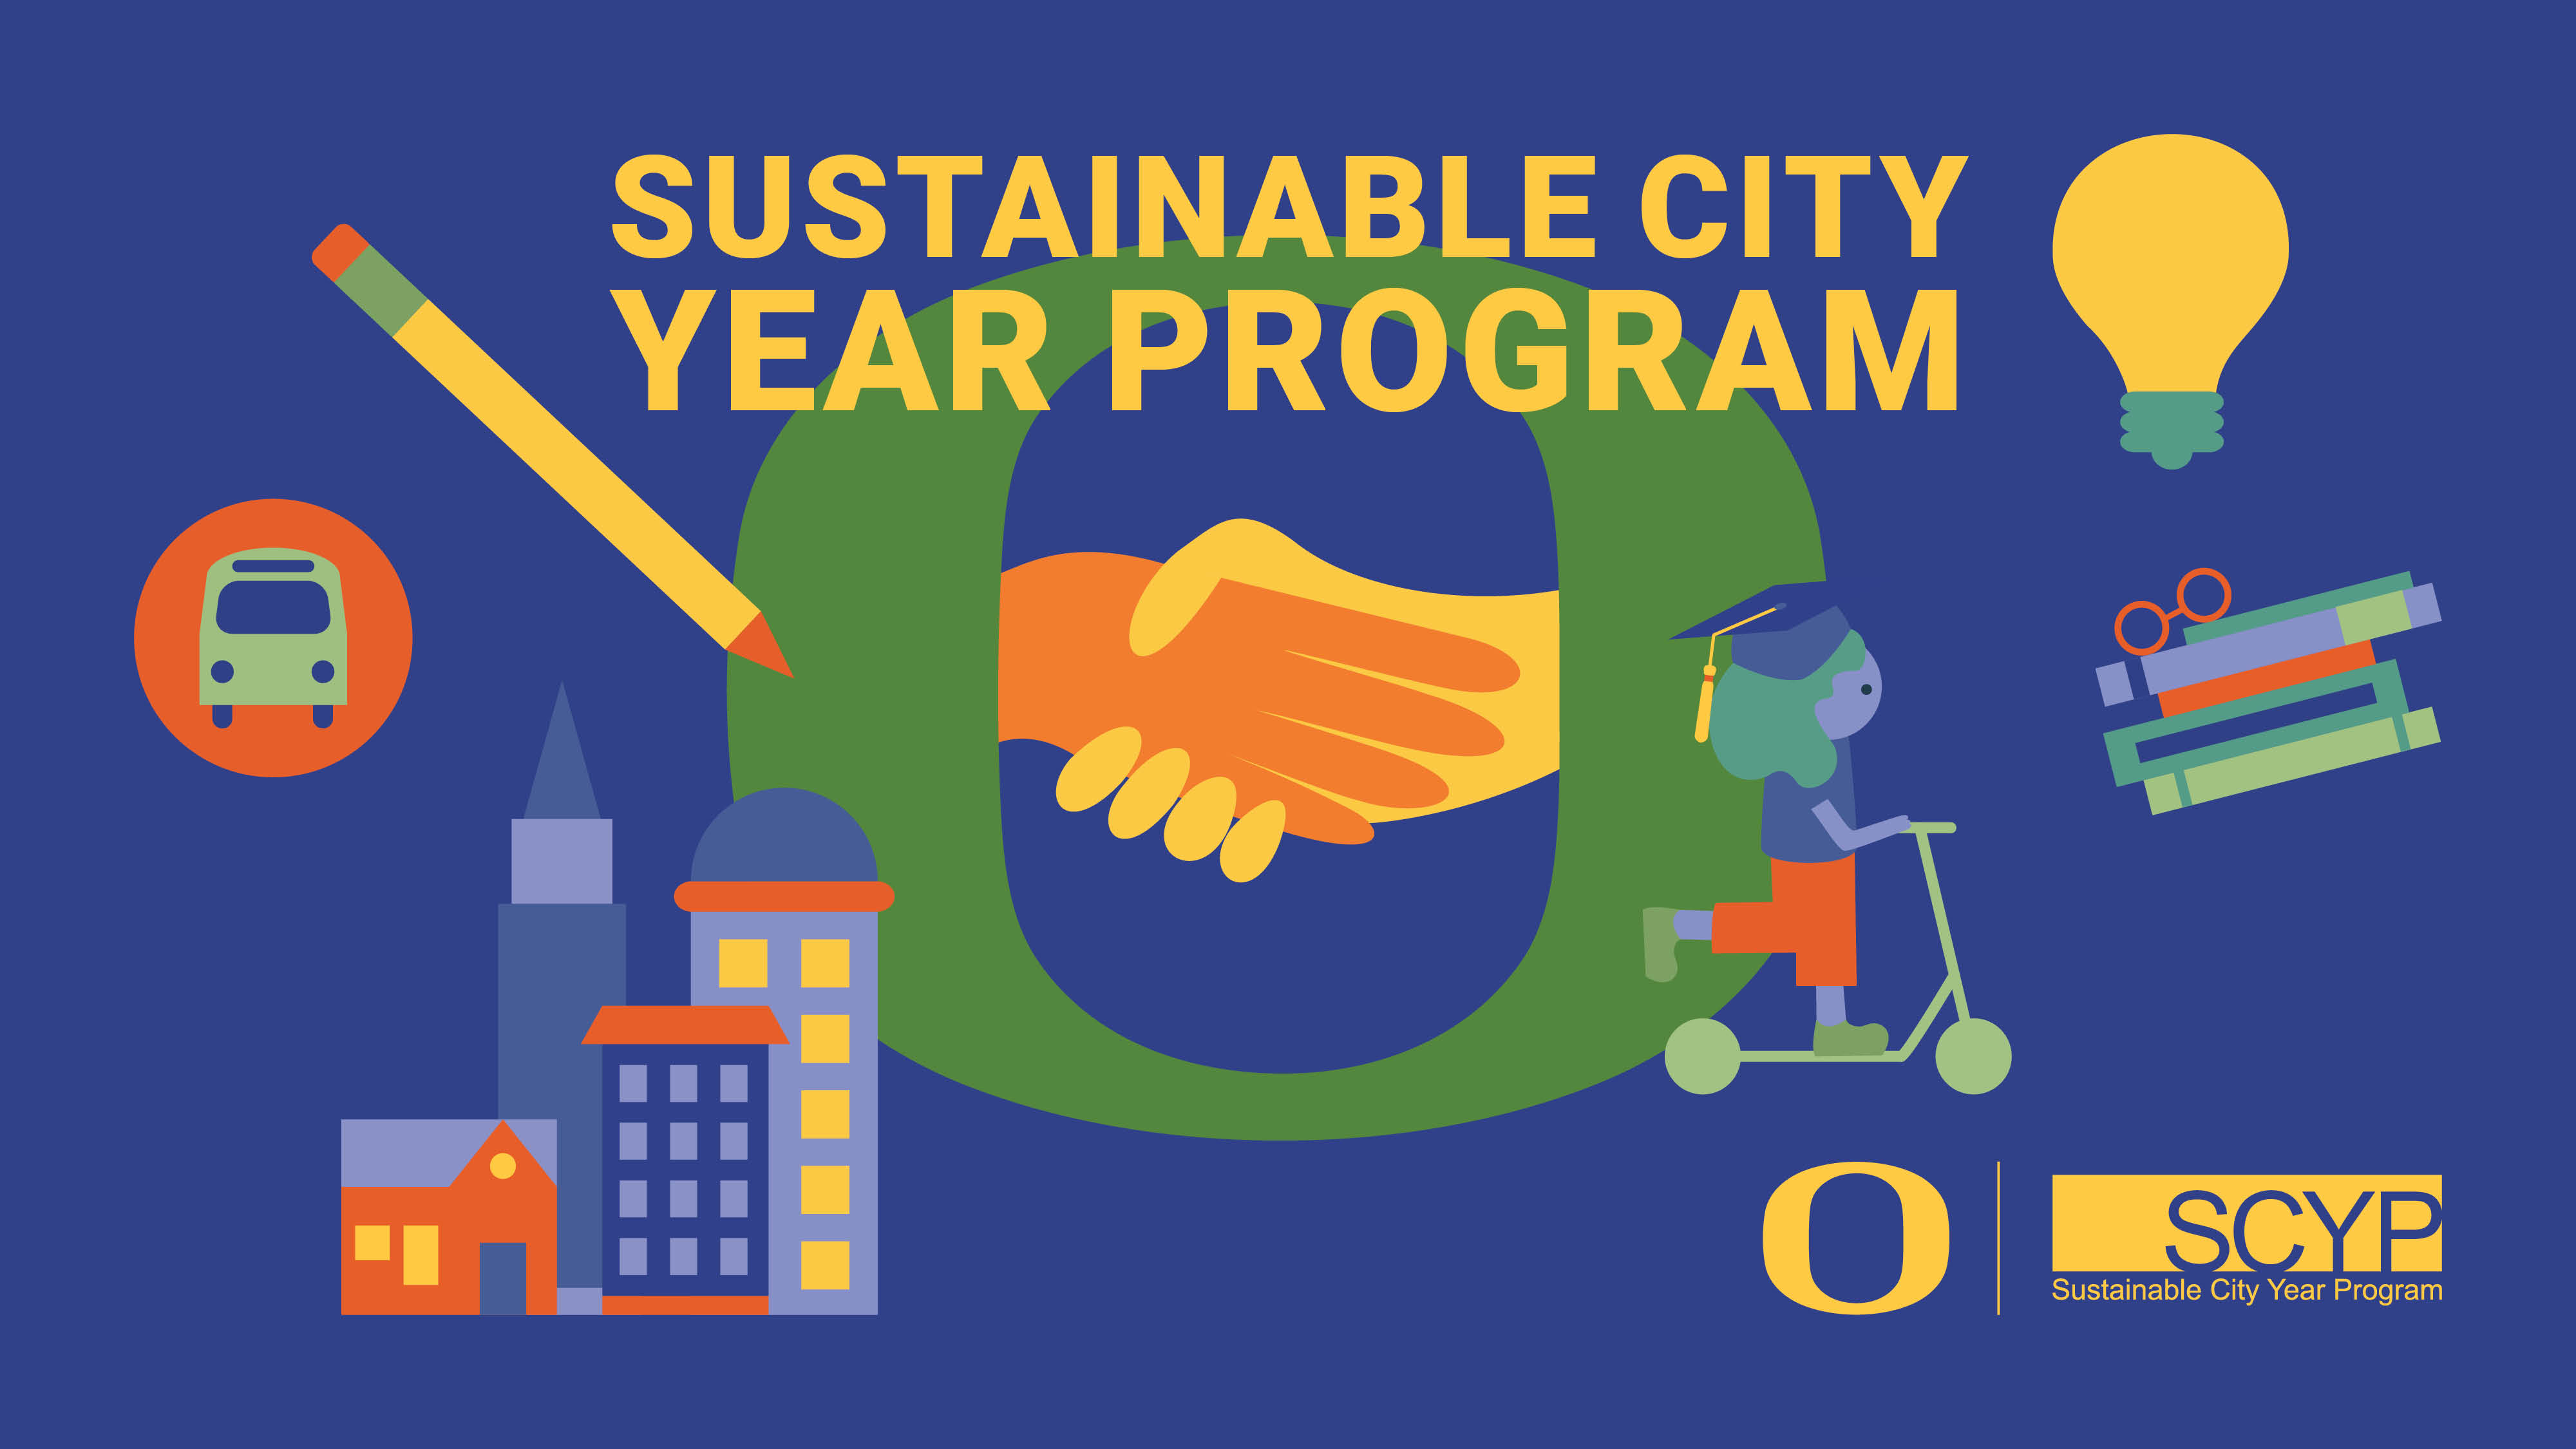 SUSTAINABLE CITY
YEAR PROGRAM
O
SCYP
Sustainable City Year Program